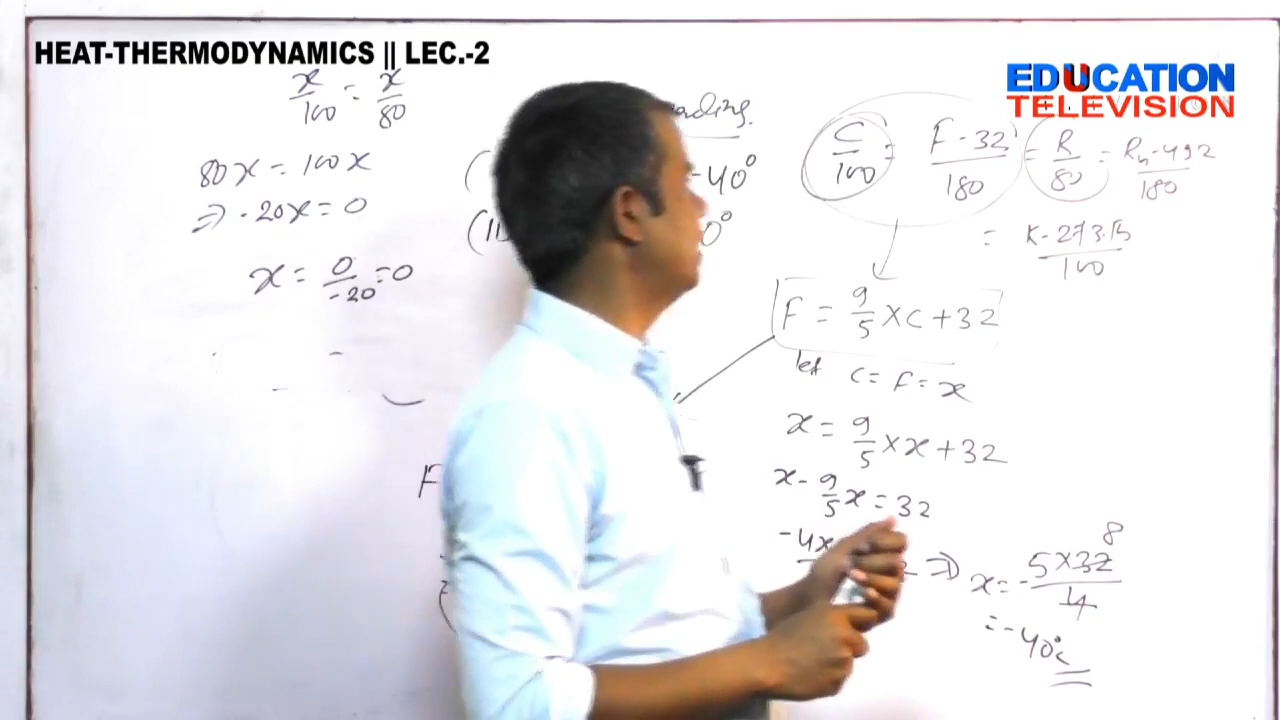 HEAT-THERMODYNAMICS || LEC.-2
EDUCATION
TELEVISION
x/100 = x/80
80x = 100x
⇒ -20x = 0
x = 0/-20 = 0
-40°
0°
C/100 = F-32/180 = R/80 = Rn-492/180
= K-273.15/100
F = 9/5 × C + 32
let C = F = x
x = 9/5 × x + 32
x - 9/5 x = 32
-4x
⇒ x = - 5×32/4
8
= -40°C
F